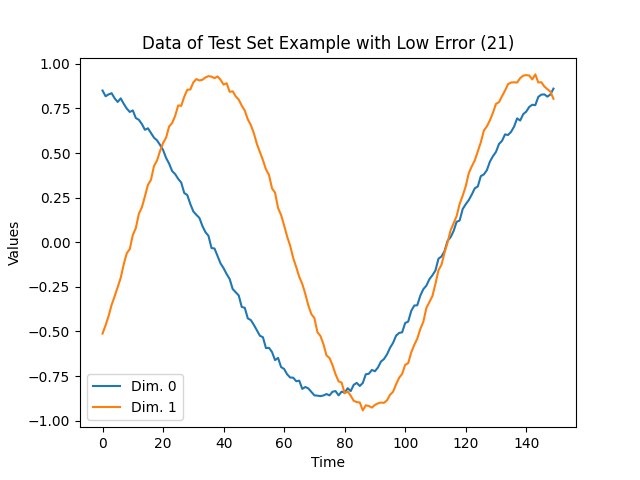 Data of Test Set Example with Low Error (21)
1.00
0.75
0.50
0.25
0.00
−0.25
−0.50
−0.75
−1.00
Values
Dim. 0
Dim. 1
0 20 40 60 80 100 120 140
Time